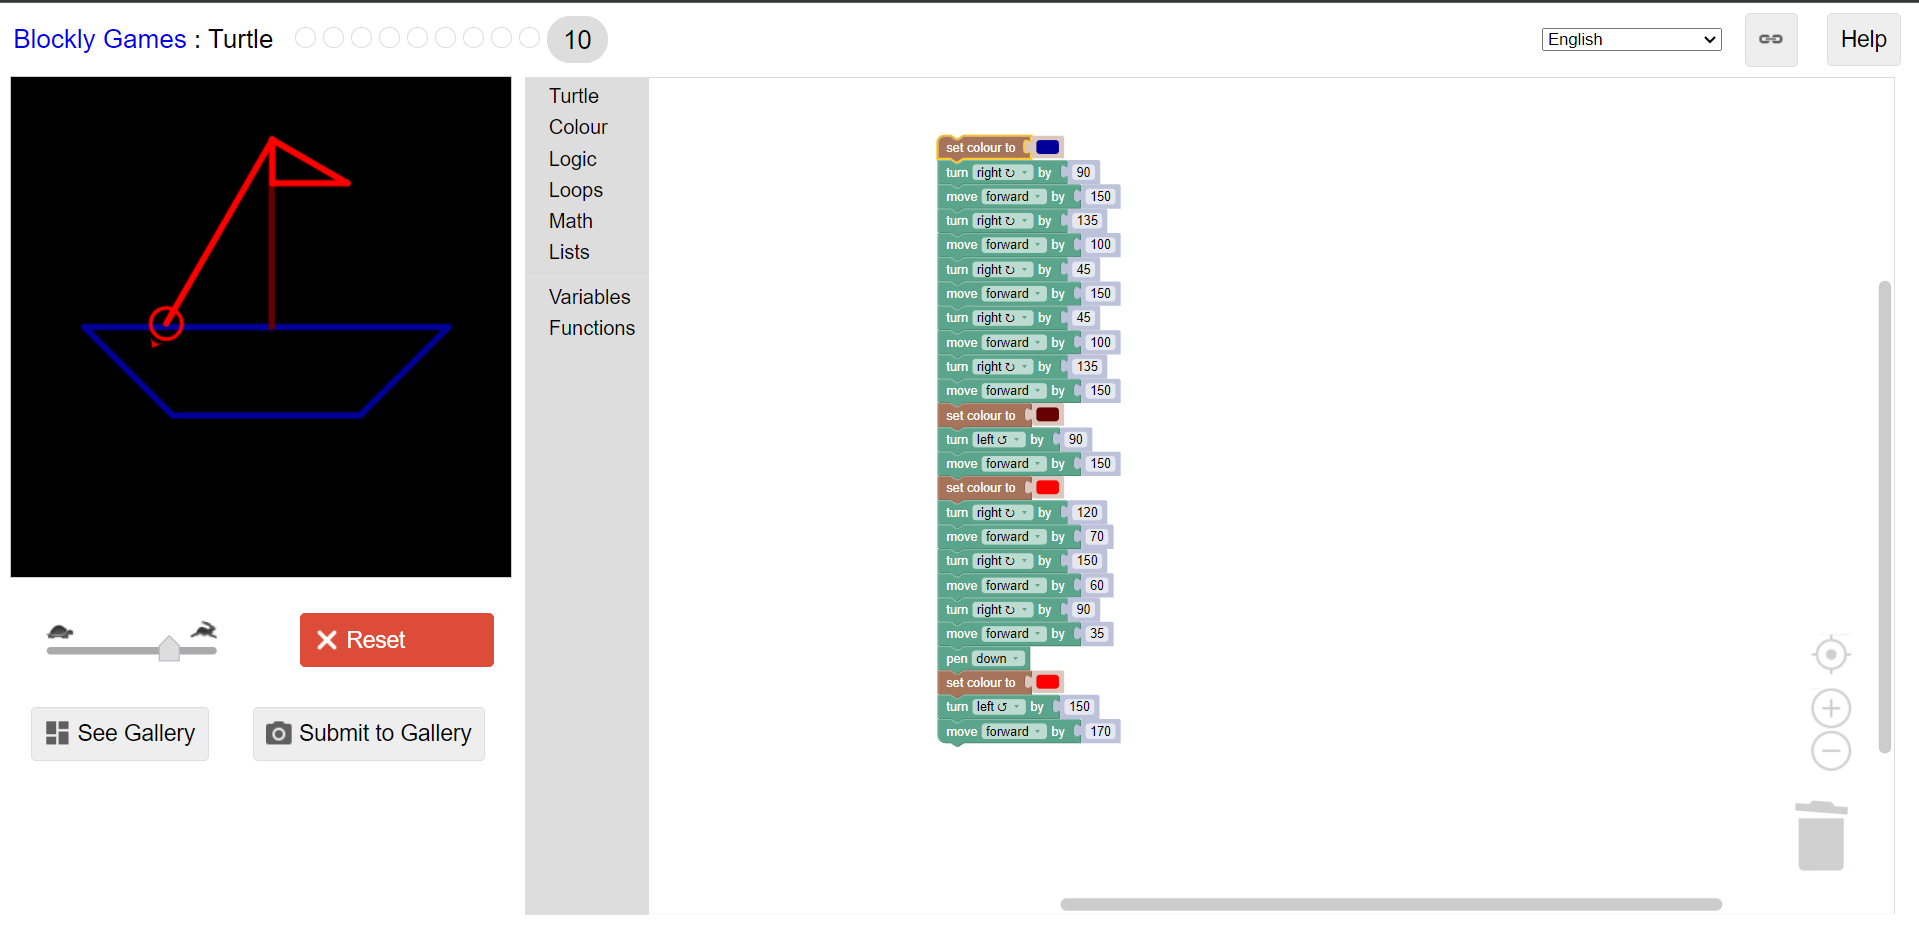 Blockly Games : Turtle 10 English Help
Turtle
Colour
Logic
Loops
Math
Lists
Variables
Functions
set colour to
turn right ↻ by 90
move forward by 150
turn right ↻ by 135
move forward by 100
turn right ↻ by 45
move forward by 150
turn right ↻ by 45
move forward by 100
turn right ↻ by 135
move forward by 150
set colour to
turn left ↺ by 90
move forward by 150
set colour to
turn right ↻ by 120
move forward by 70
turn right ↻ by 150
move forward by 60
turn right ↻ by 90
move forward by 35
pen down
set colour to
turn left ↺ by 150
move forward by 170
Reset
See Gallery
Submit to Gallery